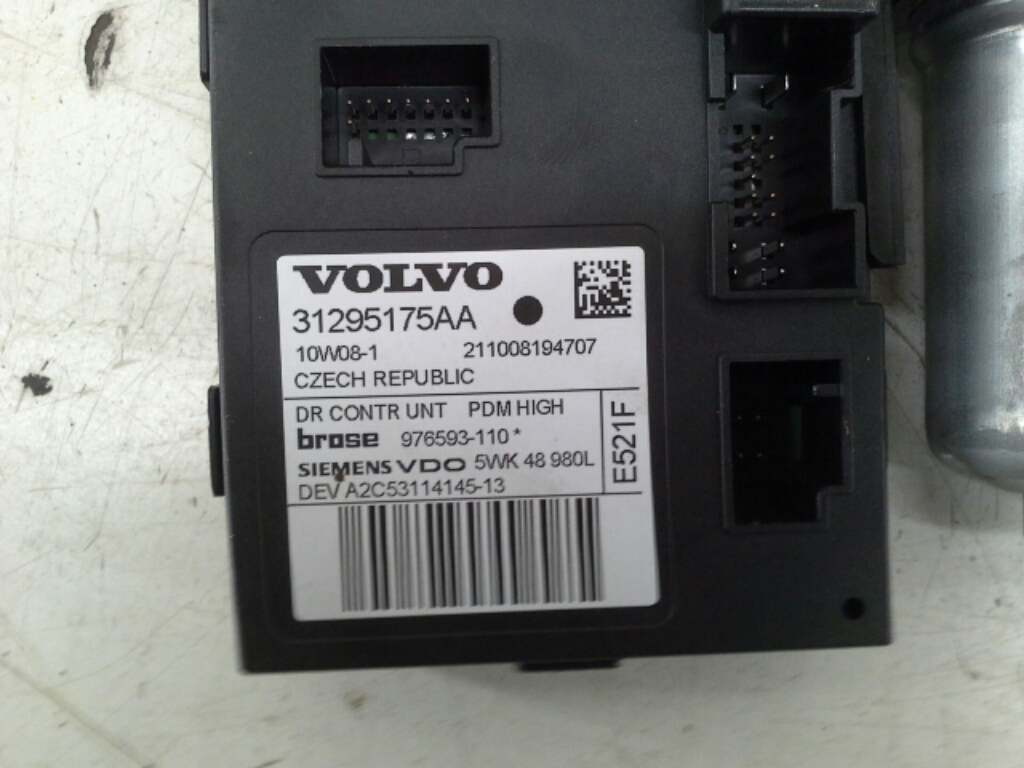 VOLVO
31295175AA
10W08-1 211008194707
CZECH REPUBLIC
DR CONTR UNT PDM HIGH
brose 976593-110*
SIEMENS VDO 5WK 48 980L
DEV A2C53114145-13
E521F